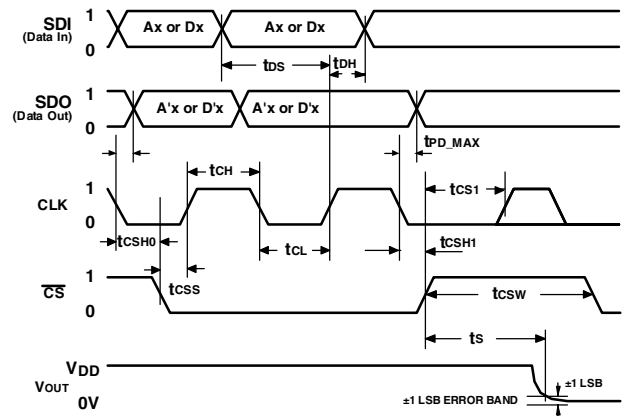 SDI
(Data In)
1
0
Ax or Dx
Ax or Dx
tDS
tDH
SDO
(Data Out)
1
0
A'x or D'x
A'x or D'x
tPD_MAX
CLK
1
0
tCH
tCS1
tCSH0
tCL
tCSH1
CS
1
0
tCSS
tCSW
tS
VOUT
VDD
0V
±1 LSB
±1 LSB ERROR BAND